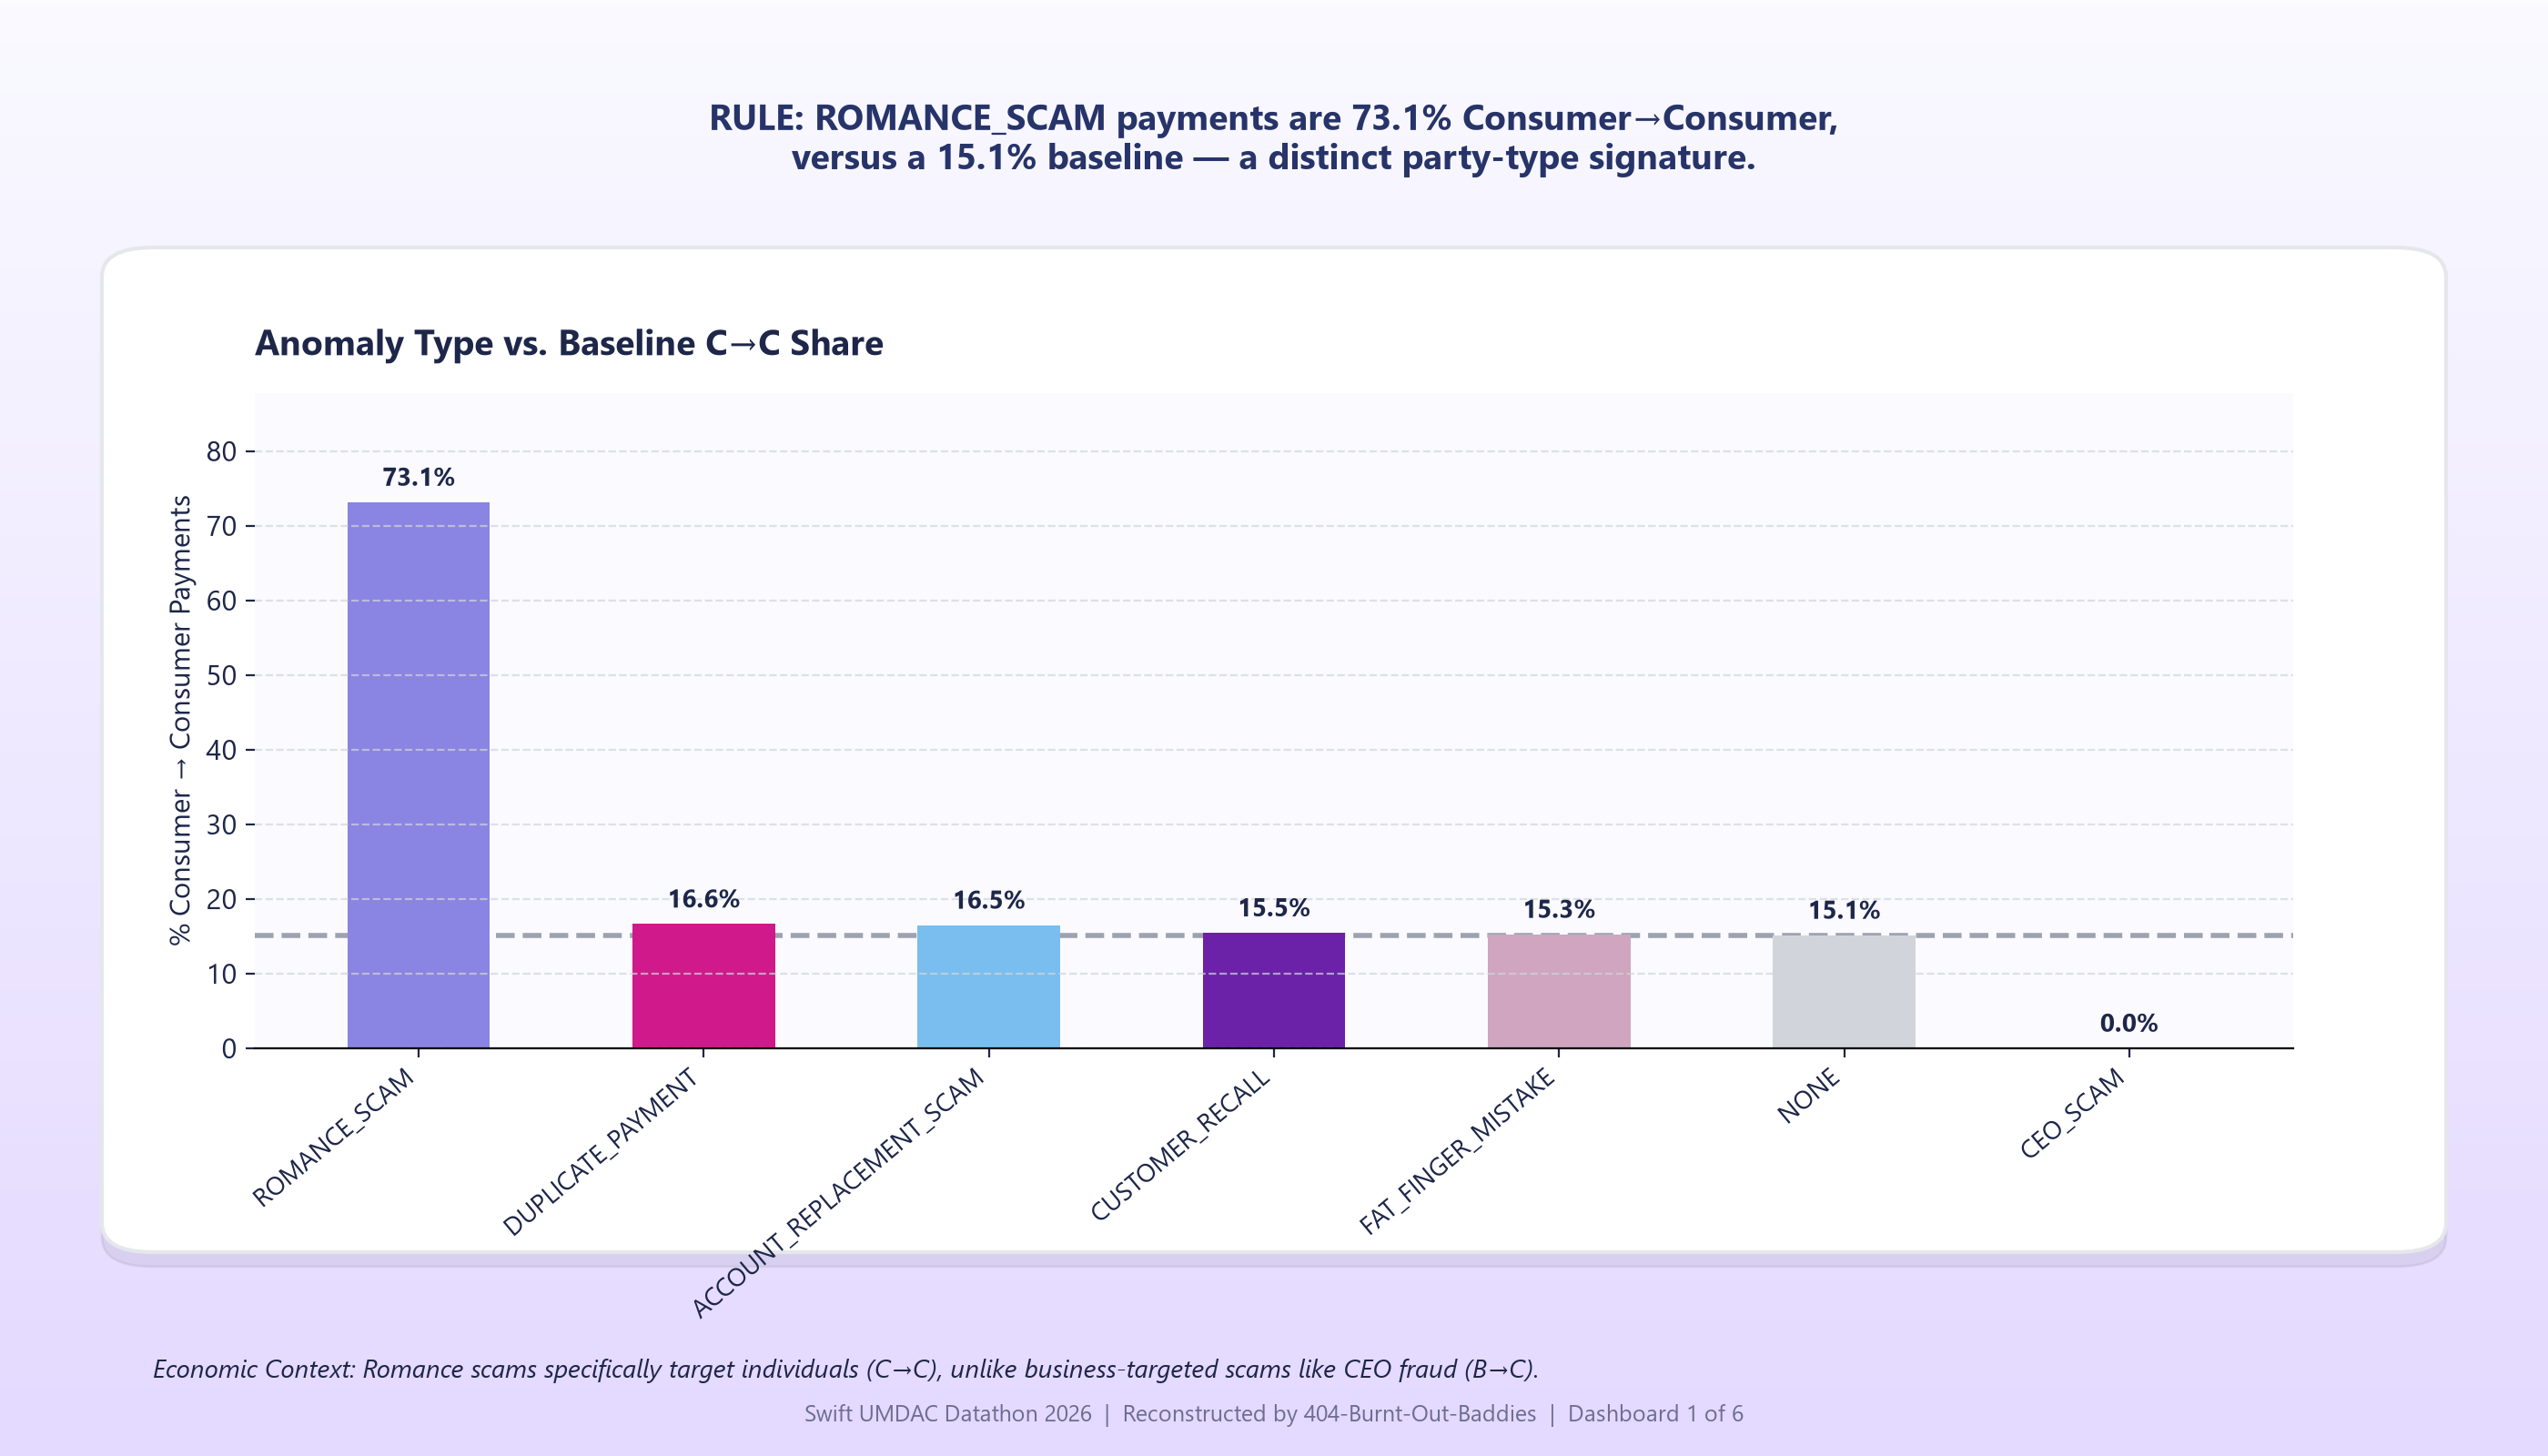 RULE: ROMANCE_SCAM payments are 73.1% Consumer→Consumer,
versus a 15.1% baseline — a distinct party-type signature.
Anomaly Type vs. Baseline C→C Share
% Consumer → Consumer Payments
80
70
60
50
40
30
20
10
0
73.1%
16.6%
16.5%
15.5%
15.3%
15.1%
0.0%
ROMANCE_SCAM
DUPLICATE_PAYMENT
ACCOUNT_REPLACEMENT_SCAM
CUSTOMER_RECALL
FAT_FINGER_MISTAKE
NONE
CEO_SCAM
Economic Context: Romance scams specifically target individuals (C→C), unlike business-targeted scams like CEO fraud (B→C).
Swift UMDAC Datathon 2026 | Reconstructed by 404-Burnt-Out-Baddies | Dashboard 1 of 6